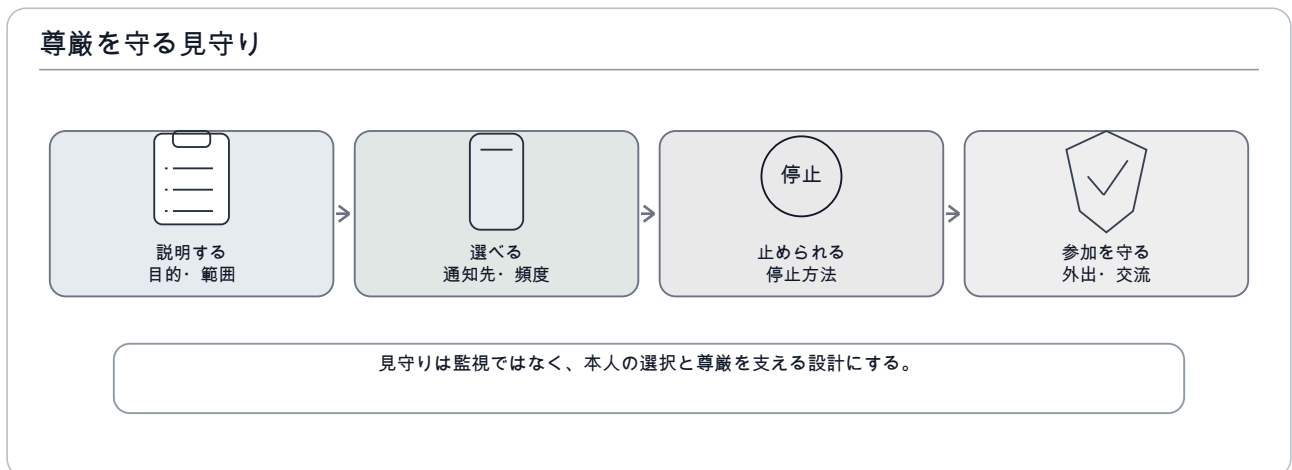 尊厳を守る見守り
説明する
目的・範囲
選べる
通知先・頻度
停止
止められる
停止方法
参加を守る
外出・交流
見守りは監視ではなく、本人の選択と尊厳を支える設計にする。